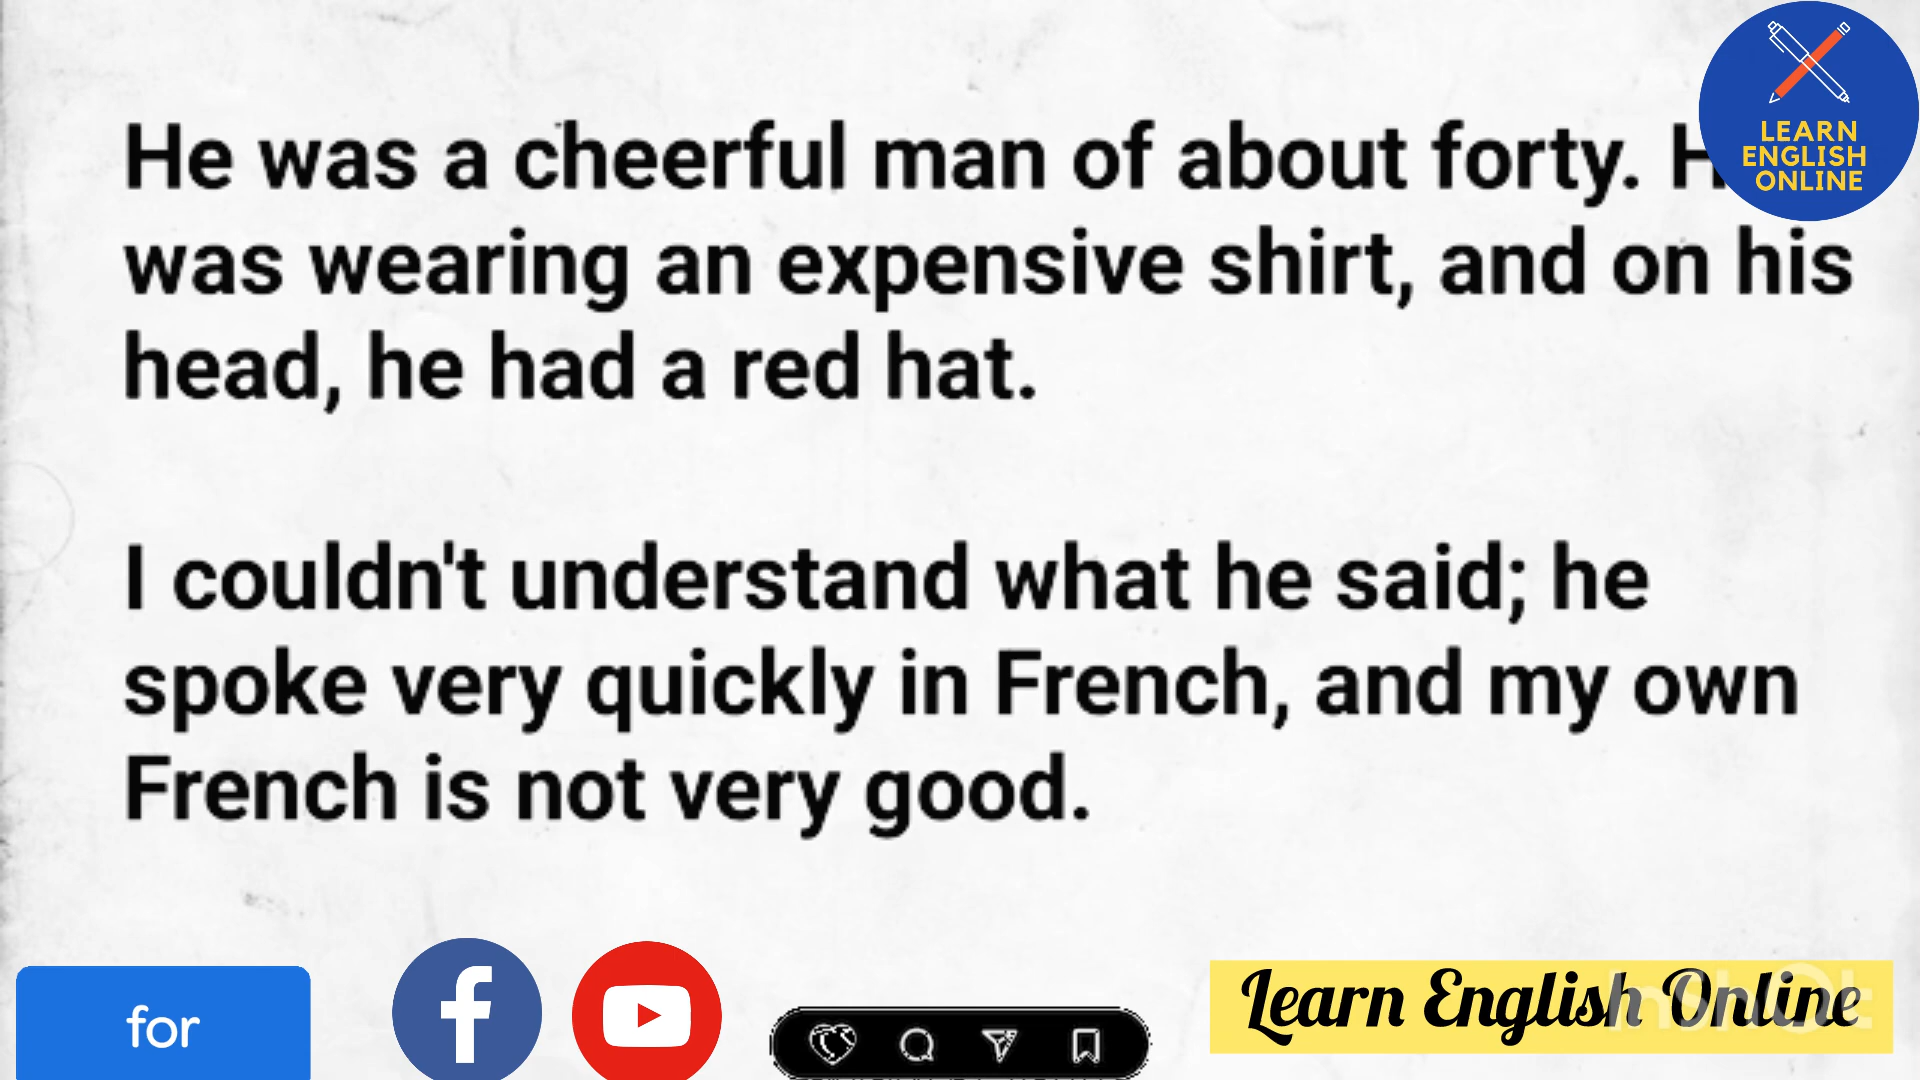 He was a cheerful man of about forty.
was wearing an expensive shirt, and on his
head, he had a red hat.
I couldn't understand what he said; he
spoke very quickly in French, and my own
French is not very good.
LEARN
ENGLISH
ONLINE
for
Learn English Online